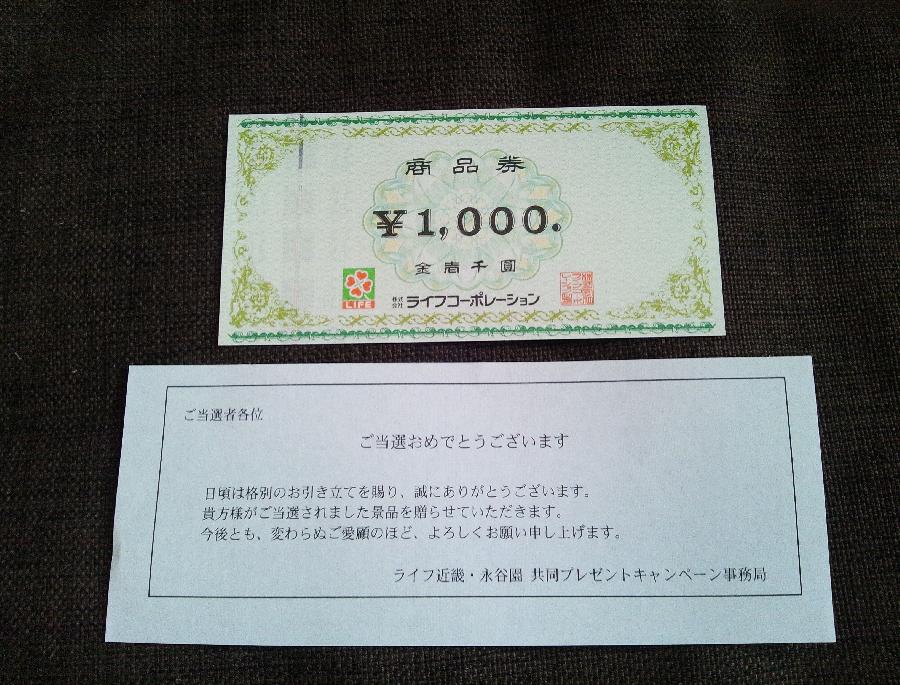 商品券
¥1,000.
金壱千圓
LIFE
株式会社 ライフコーポレーション
ご当選者各位
ご当選おめでとうございます
日頃は格別のお引き立てを賜り、誠にありがとうございます。
貴方様がご当選されました景品を贈らせていただきます。
今後とも、変わらぬご愛顧のほど、よろしくお願い申し上げます。
ライフ近畿・永谷園 共同プレゼントキャンペーン事務局